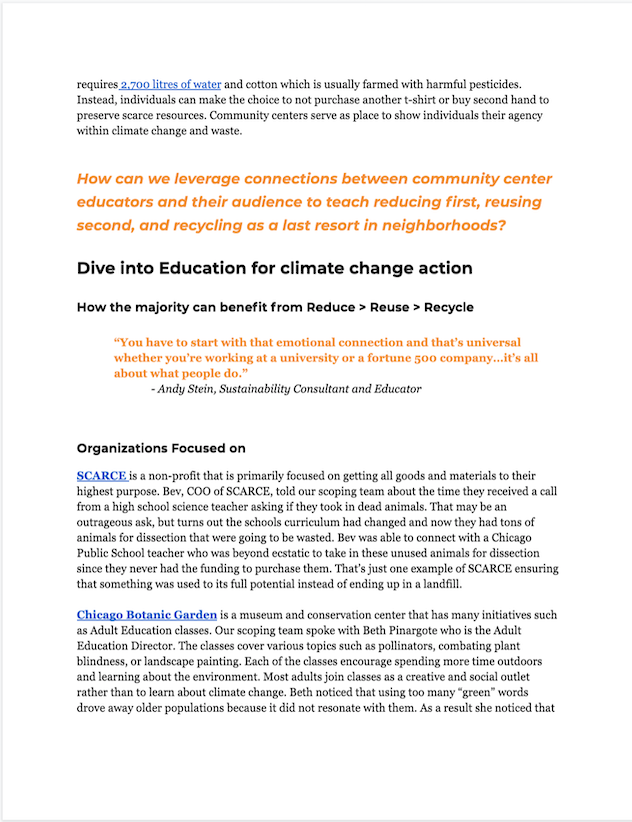 requires 2,700 litres of water and cotton which is usually farmed with harmful pesticides.
Instead, individuals can make the choice to not purchase another t-shirt or buy second hand to
preserve scarce resources. Community centers serve as place to show individuals their agency
within climate change and waste.
How can we leverage connections between community center
educators and their audience to teach reducing first, reusing
second, and recycling as a last resort in neighborhoods?
Dive into Education for climate change action
How the majority can benefit from Reduce > Reuse > Recycle
“You have to start with that emotional connection and that’s universal
whether you’re working at a university or a fortune 500 company...it’s all
about what people do.”
- Andy Stein, Sustainability Consultant and Educator
Organizations Focused on
SCARCE is a non-profit that is primarily focused on getting all goods and materials to their
highest purpose. Bev, COO of SCARCE, told our scoping team about the time they received a call
from a high school science teacher asking if they took in dead animals. That may be an
outrageous ask, but turns out the schools curriculum had changed and now they had tons of
animals for dissection that were going to be wasted. Bev was able to connect with a Chicago
Public School teacher who was beyond ecstatic to take in these unused animals for dissection
since they never had the funding to purchase them. That’s just one example of SCARCE ensuring
that something was used to its full potential instead of ending up in a landfill.
Chicago Botanic Garden is a museum and conservation center that has many initiatives such
as Adult Education classes. Our scoping team spoke with Beth Pinargote who is the Adult
Education Director. The classes cover various topics such as pollinators, combating plant
blindness, or landscape painting. Each of the classes encourage spending more time outdoors
and learning about the environment. Most adults join classes as a creative and social outlet
rather than to learn about climate change. Beth noticed that using too many “green” words
drove away older populations because it did not resonate with them. As a result she noticed that